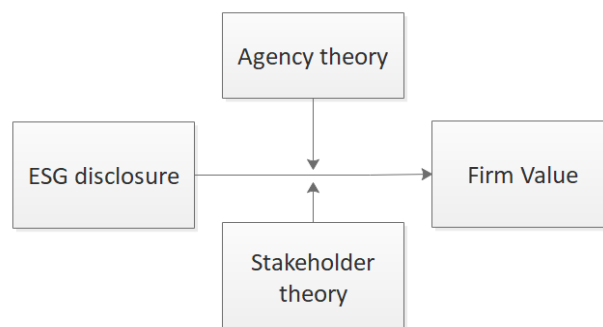 Agency theory
ESG disclosure
Firm Value
Stakeholder
theory